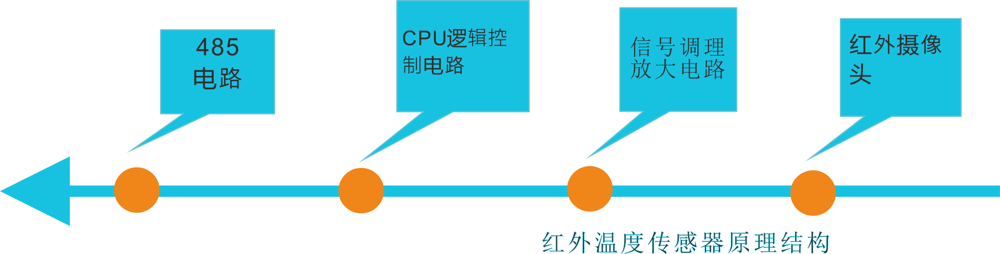 485
电路
CPU逻辑控
制电路
信号调理
放大电路
红外摄像
头
红外温度传感器原理结构